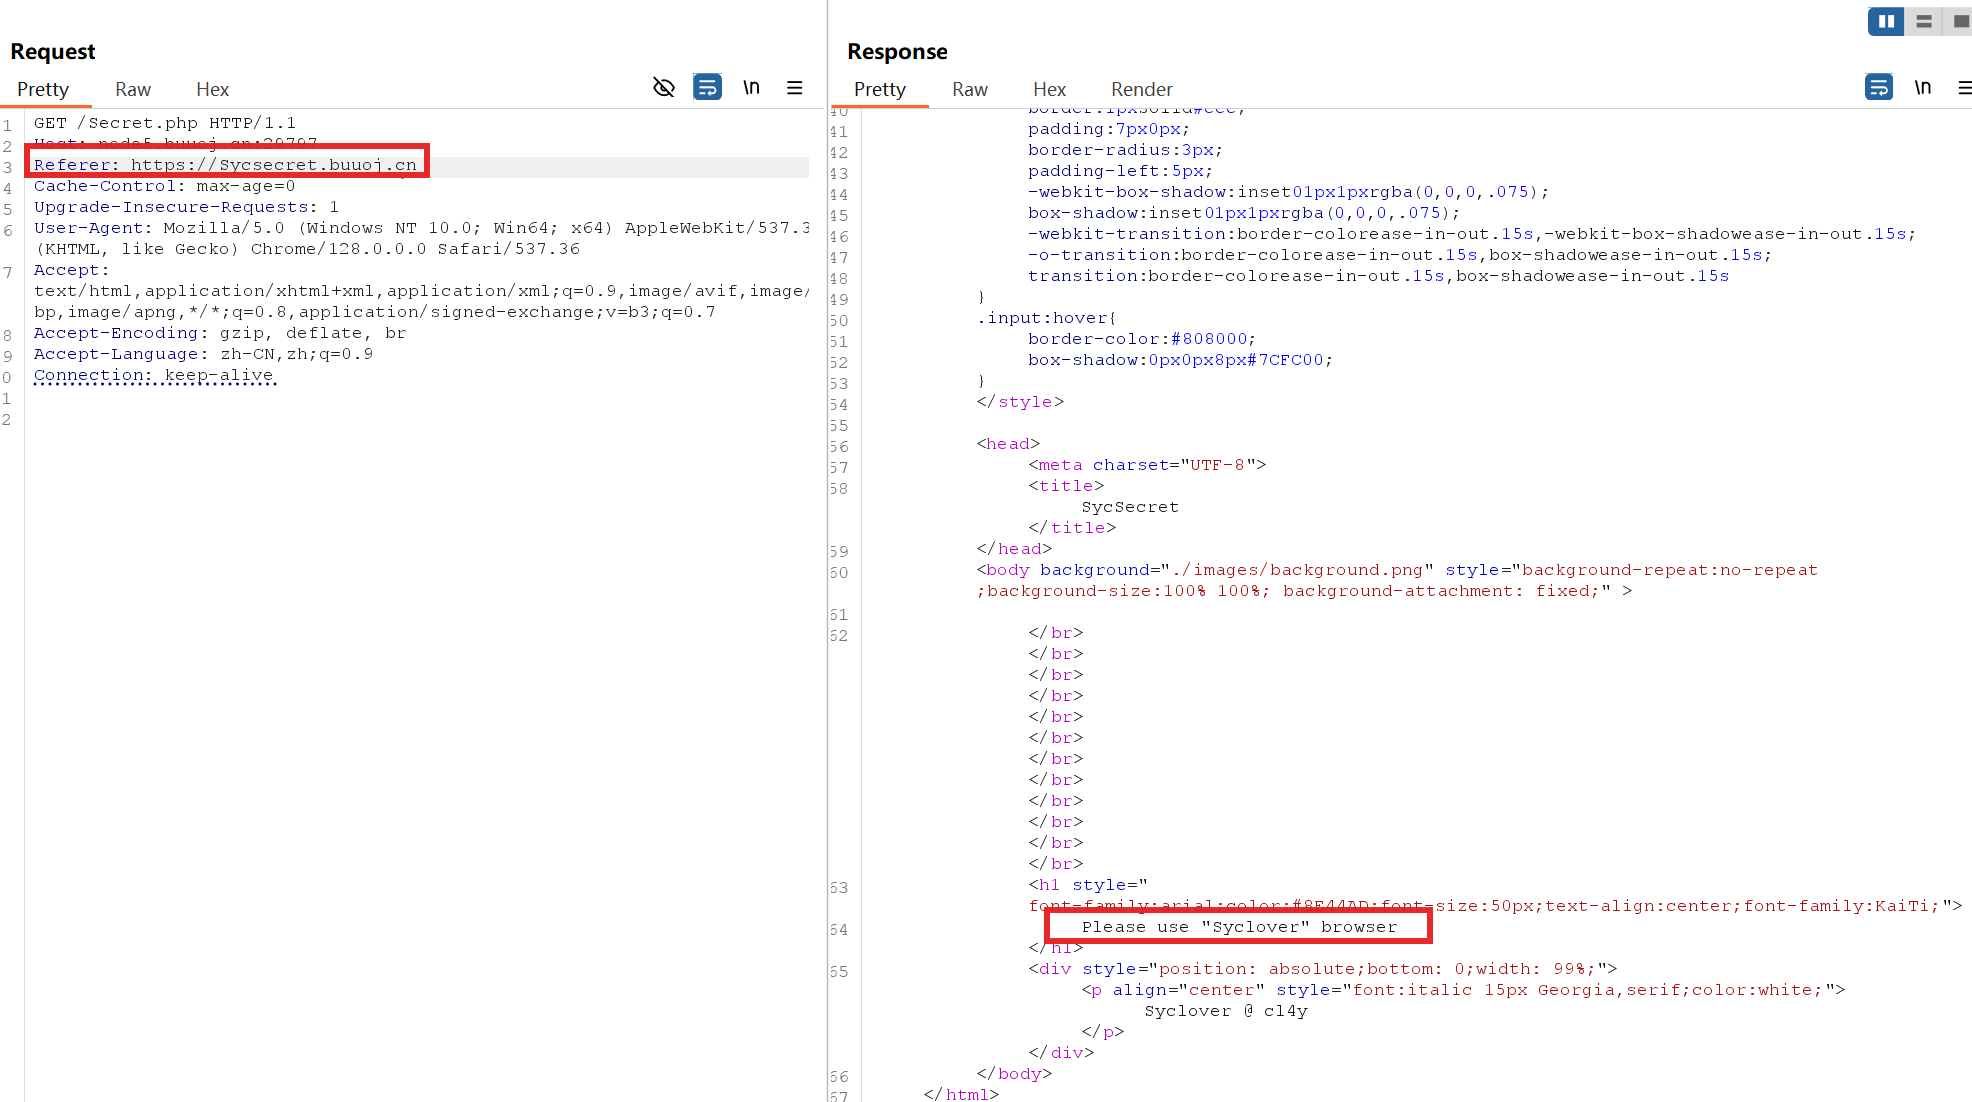 Request
Pretty
Raw
Hex
\n
1 GET /Secret.php HTTP/1.1
2 Host: node5.buuoj.cn:29797
3 Referer: https://Sycsecret.buuoj.cn
4 Cache-Control: max-age=0
5 Upgrade-Insecure-Requests: 1
6 User-Agent: Mozilla/5.0 (Windows NT 10.0; Win64; x64) AppleWebKit/537.3
(KHTML, like Gecko) Chrome/128.0.0.0 Safari/537.36
7 Accept:
text/html,application/xhtml+xml,application/xml;q=0.9,image/avif,image/
bp,image/apng,*/*;q=0.8,application/signed-exchange;v=b3;q=0.7
8 Accept-Encoding: gzip, deflate, br
9 Accept-Language: zh-CN,zh;q=0.9
0 Connection: keep-alive
1
2
Response
Pretty
Raw
Hex
Render
\n
40 border:1pxsolid#ccc;
41 padding:7px0px;
42 border-radius:3px;
43 padding-left:5px;
44 -webkit-box-shadow:inset01px1pxrgba(0,0,0,.075);
45 box-shadow:inset01px1pxrgba(0,0,0,.075);
46 -webkit-transition:border-colorease-in-out.15s,-webkit-box-shadowease-in-out.15s;
47 -o-transition:border-colorease-in-out.15s,box-shadowease-in-out.15s;
48 transition:border-colorease-in-out.15s,box-shadowease-in-out.15s
49 }
50 .input:hover{
51 border-color:#808000;
52 box-shadow:0px0px8px#7CFC00;
53 }
54 </style>
55
56 <head>
57 <meta charset="UTF-8">
58 <title>
SycSecret
</title>
59 </head>
60 <body background="./images/background.png" style="background-repeat:no-repeat
;background-size:100% 100%; background-attachment: fixed;" >
61
62 </br>
</br>
</br>
</br>
</br>
</br>
</br>
</br>
</br>
</br>
</br>
</br>
63 <h1 style="
font-family:arial;color:#8E44AD;font-size:50px;text-align:center;font-family:KaiTi;">
64 Please use "Syclover" browser
</h1>
65 <div style="position: absolute;bottom: 0;width: 99%;">
<p align="center" style="font:italic 15px Georgia,serif;color:white;">
Syclover @ cl4y
</p>
</div>
66 </body>
67 </html>